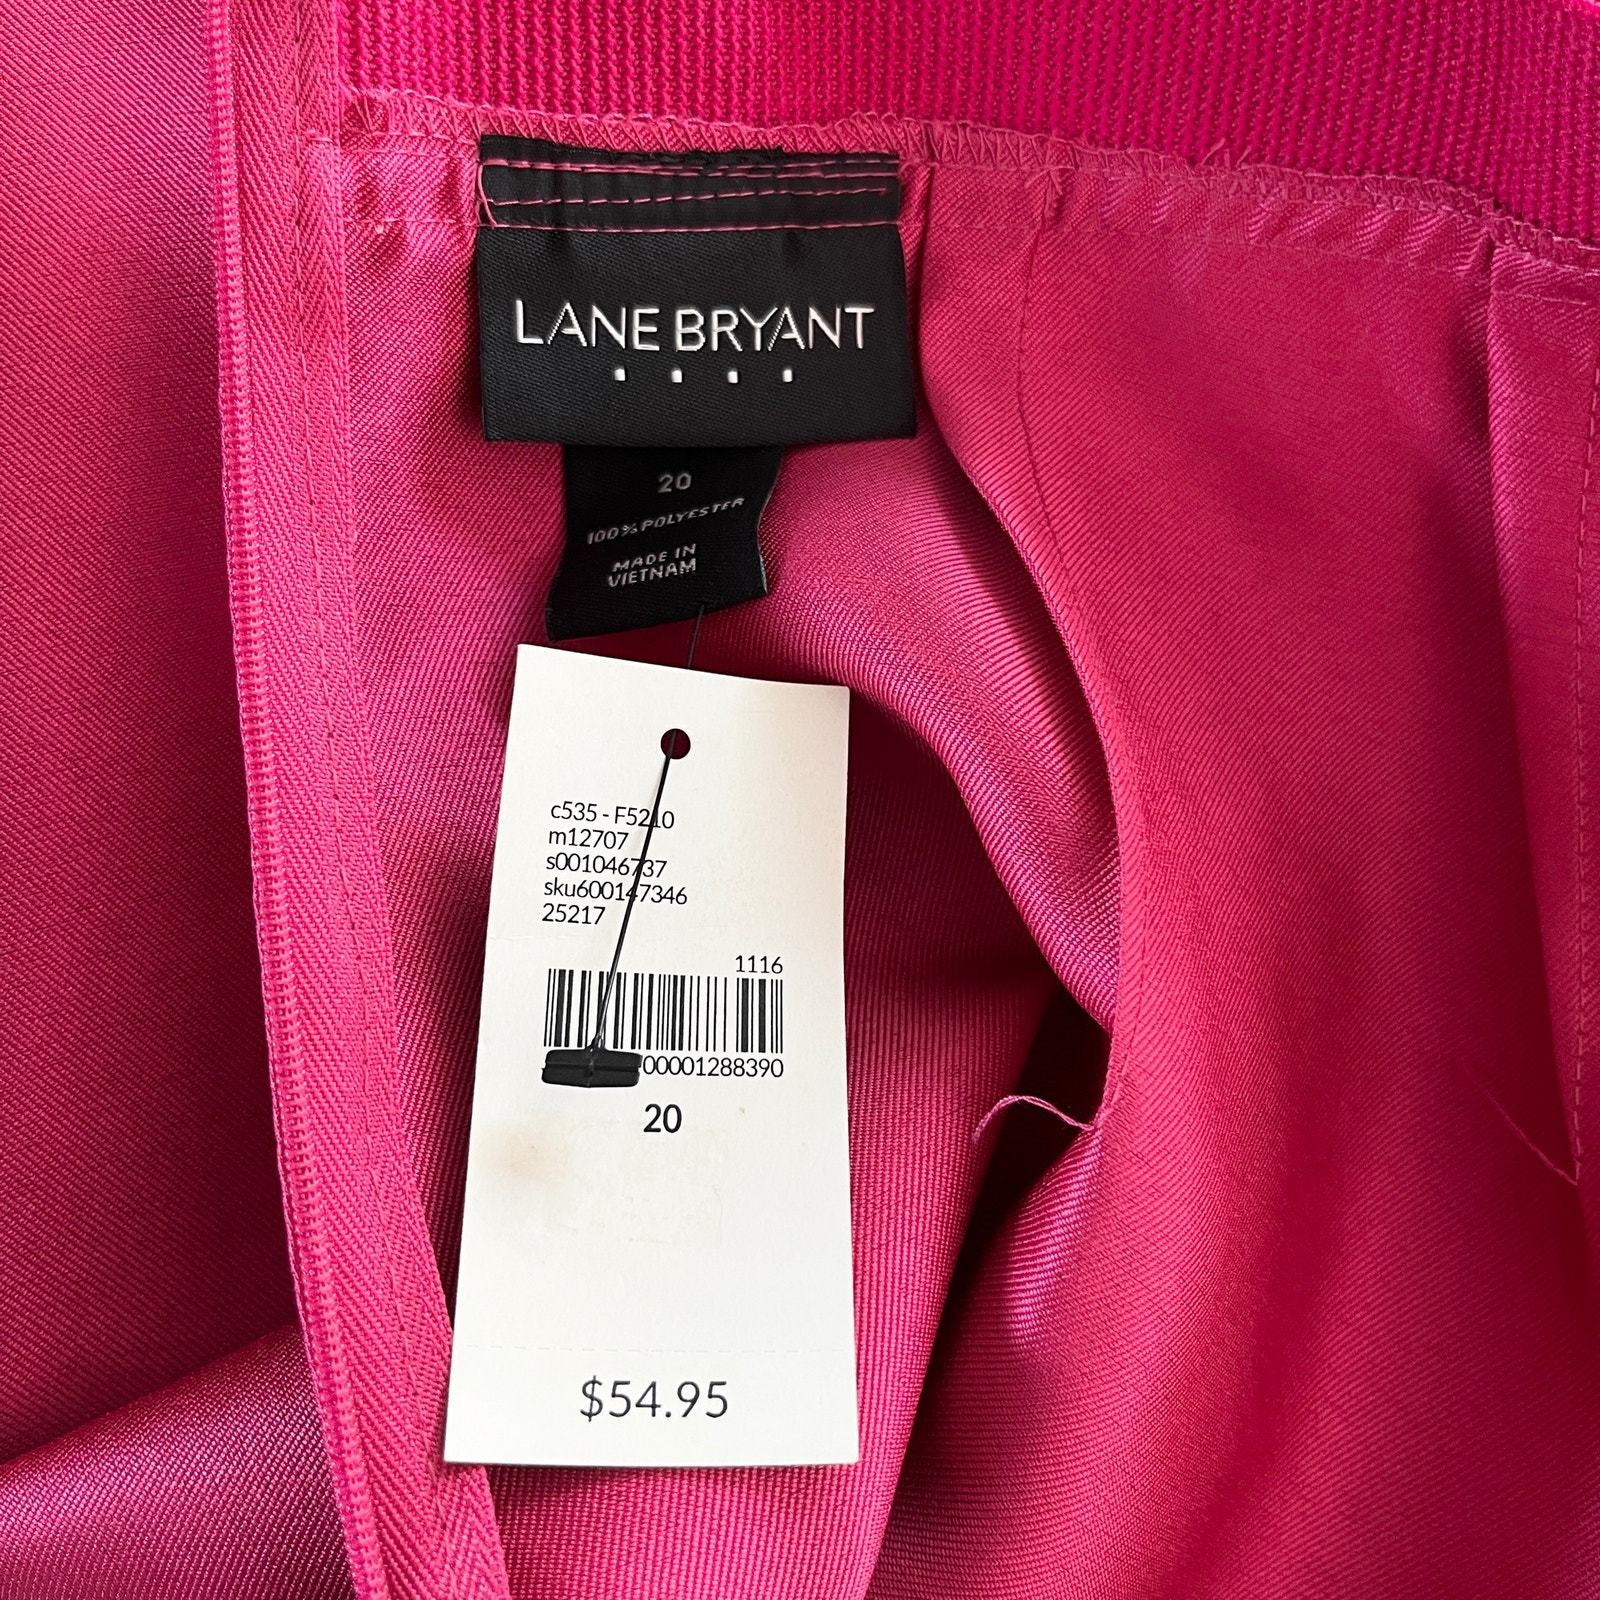 LANE BRYANT
20
100% POLYESTER
MADE IN
VIETNAM
c535 - F5210
m12707
s001046737
sku600147346
25217
1116
00001288390
20
$54.95